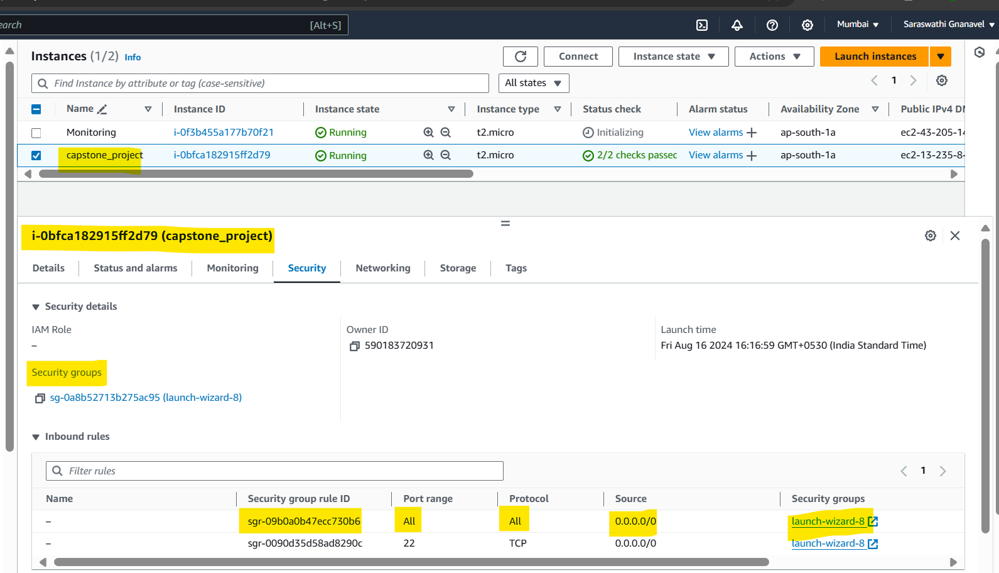 earch [Alt+S] Mumbai Saraswathi Gnanavel
Instances (1/2) Info Connect Instance state Actions Launch instances
Find Instance by attribute or tag (case-sensitive) All states 1
Name Instance ID Instance state Instance type Status check Alarm status Availability Zone Public IPv4 DN
Monitoring i-0f3b455a177b70f21 Running t2.micro Initializing View alarms ap-south-1a ec2-43-205-14
capstone_project i-0bfca182915ff2d79 Running t2.micro 2/2 checks passec View alarms ap-south-1a ec2-13-235-8-
i-0bfca182915ff2d79 (capstone_project)
Details Status and alarms Monitoring Security Networking Storage Tags
Security details
IAM Role Owner ID Launch time
– 590183720931 Fri Aug 16 2024 16:16:59 GMT+0530 (India Standard Time)
Security groups
sg-0a8b52713b275ac95 (launch-wizard-8)
Inbound rules
Filter rules 1
Name Security group rule ID Port range Protocol Source Security groups
– sgr-09b0a0b47ecc730b6 All All 0.0.0.0/0 launch-wizard-8
– sgr-0090d35d58ad8290c 22 TCP 0.0.0.0/0 launch-wizard-8